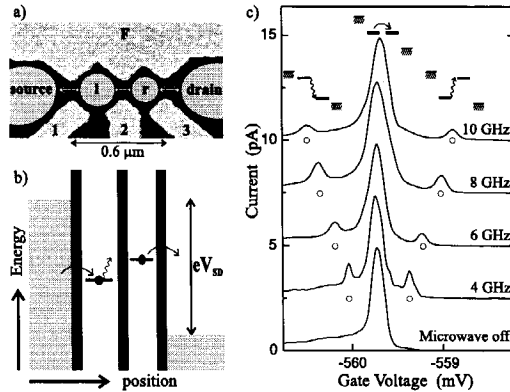 a)
F
source
l
r
drain
1
2
3
0.6 μm
b)
Energy
eV_SD
position
c)
15
10
5
0
Current (pA)
10 GHz
8 GHz
6 GHz
4 GHz
Microwave off
-560
-559
Gate Voltage (mV)